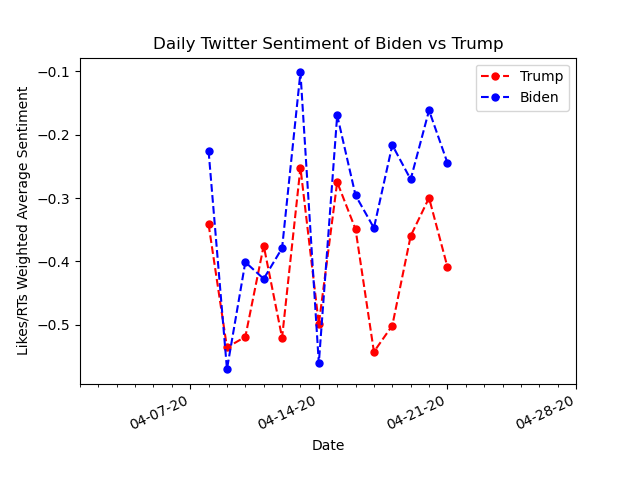 Daily Twitter Sentiment of Biden vs Trump
Trump
Biden
−0.1
−0.2
−0.3
−0.4
−0.5
Likes/RTs Weighted Average Sentiment
04-07-20
04-14-20
04-21-20
04-28-20
Date